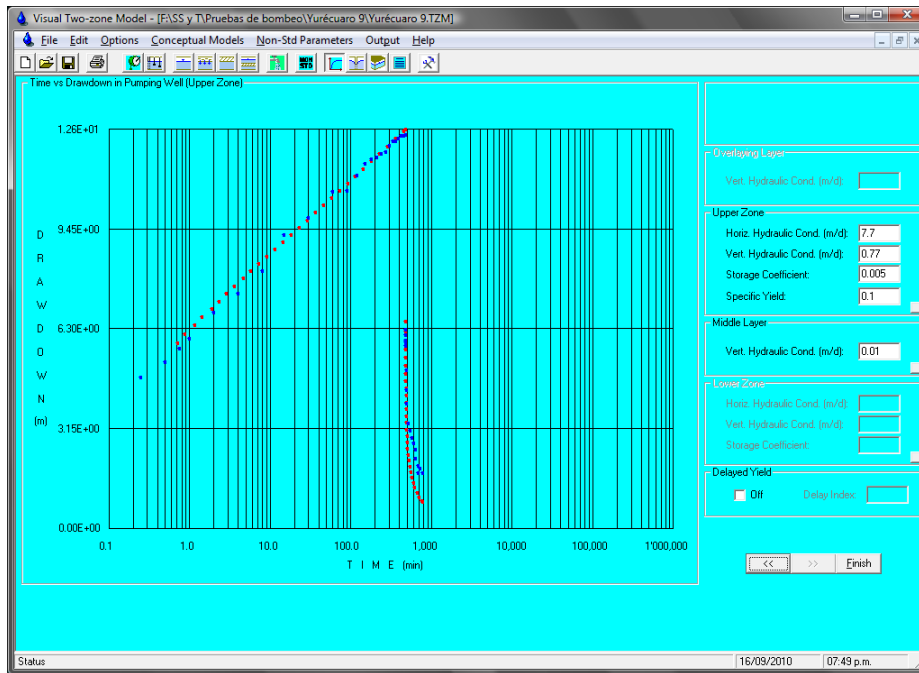 Visual Two-zone Model - [F:\SS y T\Pruebas de bombeo\Yurécuaro 9\Yurécuaro 9.TZM]
File Edit Options Conceptual Models Non-Std Parameters Output Help
NON STD
Time vs Drawdown in Pumping Well (Upper Zone)
1.26E+01
9.45E+00
6.30E+00
3.15E+00
0.00E+00
D R A W D O W N (m)
0.1 1.0 10.0 100.0 1,000 10,000 100,000 1'000,000
T I M E (min)
Overlaying Layer
Vert. Hydraulic Cond. (m/d):
Upper Zone
Horiz. Hydraulic Cond. (m/d): 7.7
Vert. Hydraulic Cond. (m/d): 0.77
Storage Coefficient: 0.005
Specific Yield: 0.1
Middle Layer
Vert. Hydraulic Cond. (m/d): 0.01
Lower Zone
Horiz. Hydraulic Cond. (m/d):
Vert. Hydraulic Cond. (m/d):
Storage Coefficient:
Delayed Yield
Off Delay Index:
<< >> Finish
Status 16/09/2010 07:49 p.m.